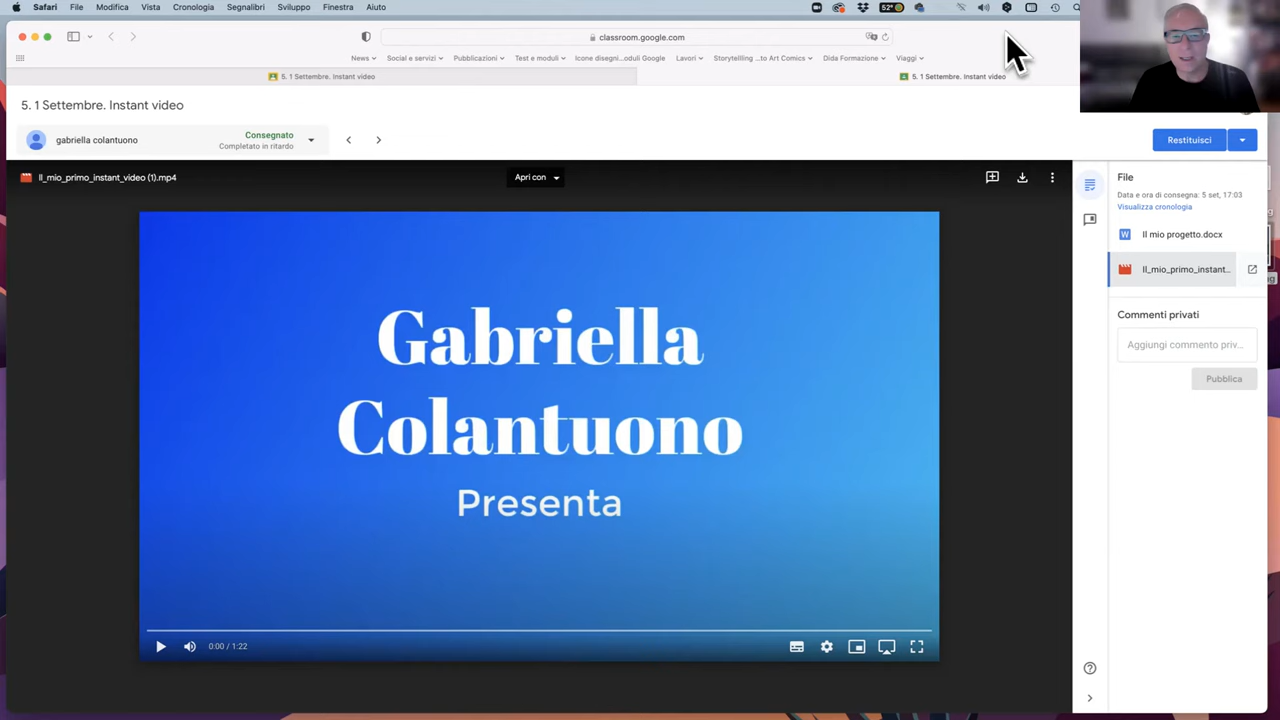 Safari File Modifica Vista Cronologia Segnalibri Sviluppo Finestra Aiuto 52°
classroom.google.com
News Social e servizi Pubblicazioni Test e moduli Icone disegni...oduli Google Lavori Storytelling ...to Art Comics Dida Formazione Viaggi
5. 1 Settembre. Instant video 5. 1 Settembre. Instant video
5. 1 Settembre. Instant video
gabriella colantuono
Consegnato
Completato in ritardo
Restituisci
Il_mio_primo_instant_video (1).mp4
Apri con
Gabriella
Colantuono
Presenta
0:00 / 1:22
File
Data e ora di consegna: 5 set, 17:03
Visualizza cronologia
W Il mio progetto.docx
Il_mio_primo_instant...
Commenti privati
Aggiungi commento priv...
Pubblica